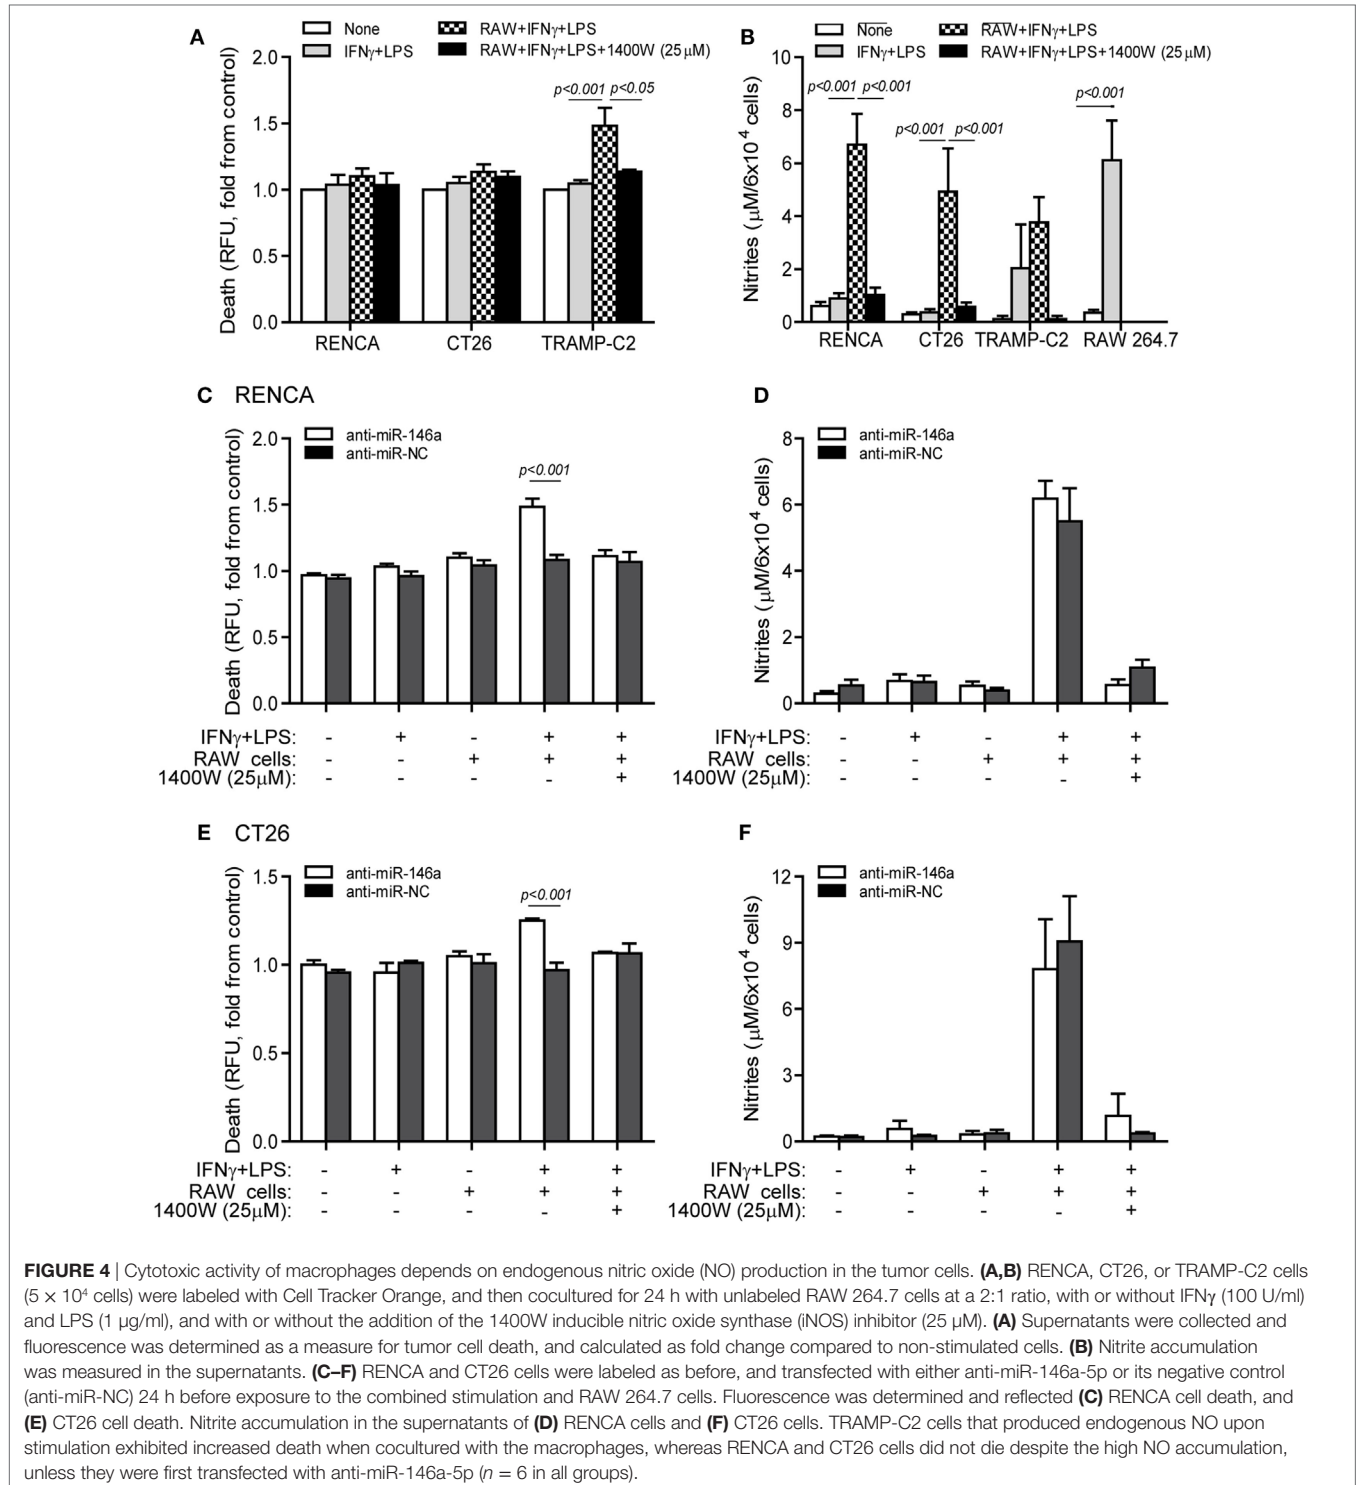 A
None
IFNγ+LPS
RAW+IFNγ+LPS
RAW+IFNγ+LPS+1400W (25μM)
Death (RFU, fold from control)
2.0
1.5
1.0
0.5
0.0
p<0.001
p<0.05
RENCA
CT26
TRAMP-C2
B
None
IFNγ+LPS
RAW+IFNγ+LPS
RAW+IFNγ+LPS+1400W (25μM)
Nitrites (μM/6x10⁴ cells)
10
8
6
4
2
0
p<0.001
p<0.001
p<0.001
p<0.001
p<0.001
RENCA
CT26
TRAMP-C2
RAW 264.7
C RENCA
anti-miR-146a
anti-miR-NC
Death (RFU, fold from control)
2.0
1.5
1.0
0.5
0.0
p<0.001
IFNγ+LPS: - + - + +
RAW cells: - - + + +
1400W (25μM): - - - - +
D
anti-miR-146a
anti-miR-NC
Nitrites (μM/6x10⁴ cells)
8
6
4
2
0
IFNγ+LPS: - + - + +
RAW cells: - - + + +
1400W (25μM): - - - - +
E CT26
anti-miR-146a
anti-miR-NC
Death (RFU, fold from control)
1.5
1.0
0.5
0.0
p<0.001
IFNγ+LPS: - + - + +
RAW cells: - - + + +
1400W (25μM): - - - - +
F
anti-miR-146a
anti-miR-NC
Nitrites (μM/6x10⁴ cells)
12
9
6
3
0
IFNγ+LPS: - + - + +
RAW cells: - - + + +
1400W (25μM): - - - - +
FIGURE 4 | Cytotoxic activity of macrophages depends on endogenous nitric oxide (NO) production in the tumor cells. (A,B) RENCA, CT26, or TRAMP-C2 cells
(5 × 10⁴ cells) were labeled with Cell Tracker Orange, and then cocultured for 24 h with unlabeled RAW 264.7 cells at a 2:1 ratio, with or without IFNγ (100 U/ml)
and LPS (1 μg/ml), and with or without the addition of the 1400W inducible nitric oxide synthase (iNOS) inhibitor (25 μM). (A) Supernatants were collected and
fluorescence was determined as a measure for tumor cell death, and calculated as fold change compared to non-stimulated cells. (B) Nitrite accumulation
was measured in the supernatants. (C–F) RENCA and CT26 cells were labeled as before, and transfected with either anti-miR-146a-5p or its negative control
(anti-miR-NC) 24 h before exposure to the combined stimulation and RAW 264.7 cells. Fluorescence was determined and reflected (C) RENCA cell death, and
(E) CT26 cell death. Nitrite accumulation in the supernatants of (D) RENCA cells and (F) CT26 cells. TRAMP-C2 cells that produced endogenous NO upon
stimulation exhibited increased death when cocultured with the macrophages, whereas RENCA and CT26 cells did not die despite the high NO accumulation,
unless they were first transfected with anti-miR-146a-5p (n = 6 in all groups).